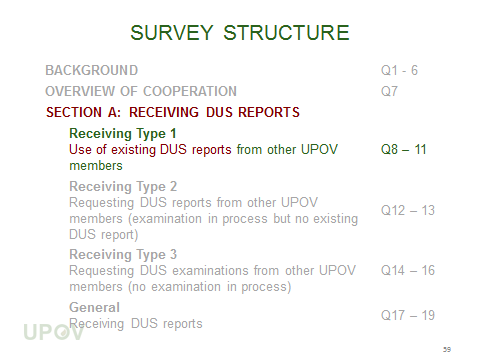 SURVEY STRUCTURE
BACKGROUND Q1 - 6
OVERVIEW OF COOPERATION Q7
SECTION A: RECEIVING DUS REPORTS
Receiving Type 1
Use of existing DUS reports from other UPOV Q8 – 11
members
Receiving Type 2
Requesting DUS reports from other UPOV
members (examination in process but no existing Q12 – 13
DUS report)
Receiving Type 3
Requesting DUS examinations from other UPOV Q14 – 16
members (no examination in process)
General
Receiving DUS reports Q17 – 19
UPOV
59